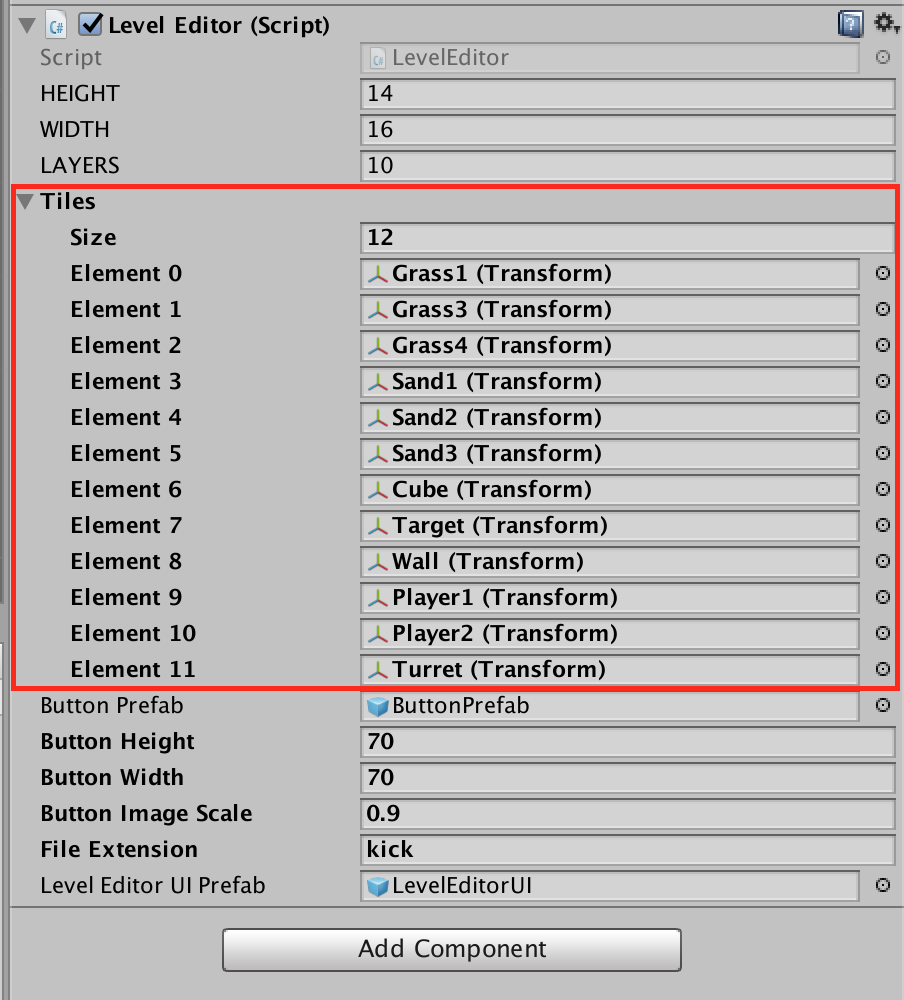 Level Editor (Script)
Script LevelEditor
HEIGHT 14
WIDTH 16
LAYERS 10
Tiles
Size 12
Element 0 Grass1 (Transform)
Element 1 Grass3 (Transform)
Element 2 Grass4 (Transform)
Element 3 Sand1 (Transform)
Element 4 Sand2 (Transform)
Element 5 Sand3 (Transform)
Element 6 Cube (Transform)
Element 7 Target (Transform)
Element 8 Wall (Transform)
Element 9 Player1 (Transform)
Element 10 Player2 (Transform)
Element 11 Turret (Transform)
Button Prefab ButtonPrefab
Button Height 70
Button Width 70
Button Image Scale 0.9
File Extension kick
Level Editor UI Prefab LevelEditorUI
Add Component